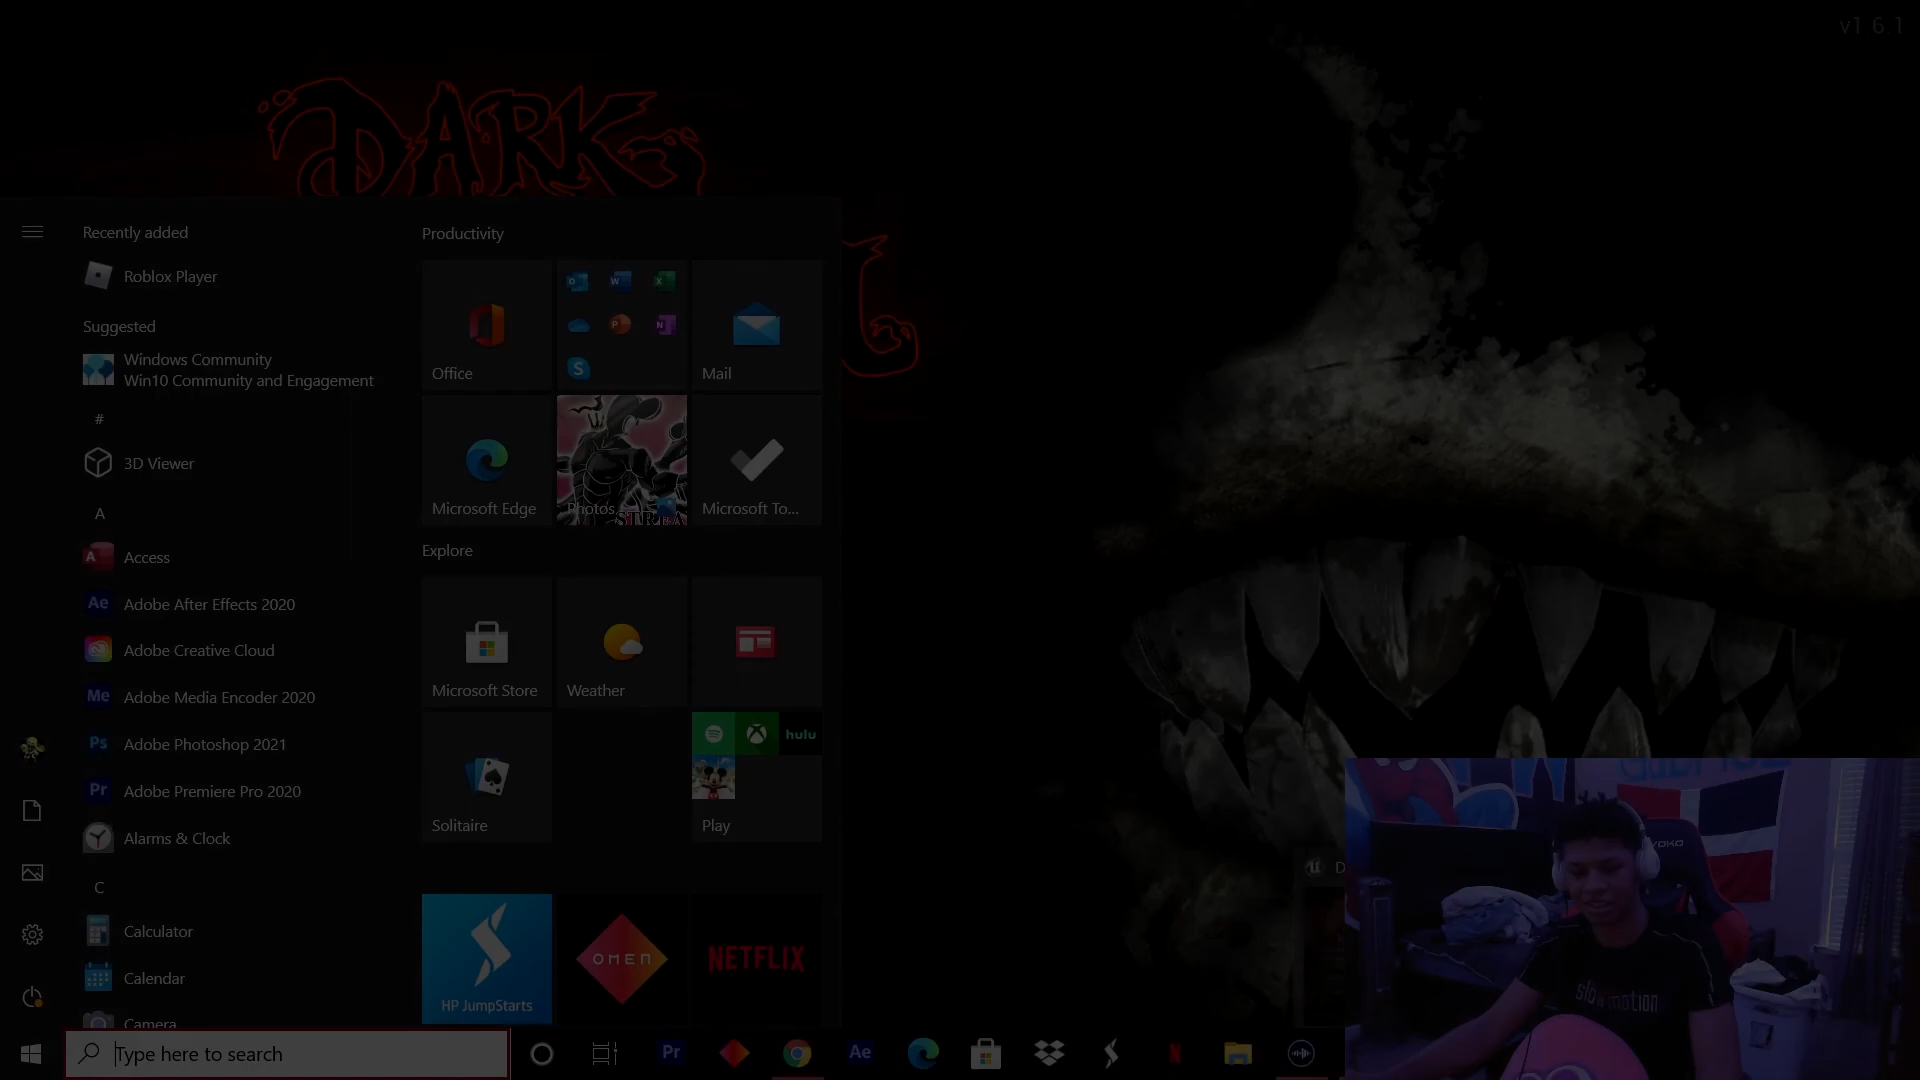 v1 6.1
DARK
Recently added
Roblox Player
Suggested
Windows Community
Win10 Community and Engagement
#
3D Viewer
A
Access
Adobe After Effects 2020
Adobe Creative Cloud
Adobe Media Encoder 2020
Adobe Photoshop 2021
Adobe Premiere Pro 2020
Alarms & Clock
C
Calculator
Calendar
Camera
Productivity
Office
Mail
Microsoft Edge
Photos
Microsoft To...
Explore
Microsoft Store
Weather
Solitaire
hulu
Play
HP JumpStarts
OMEN
NETFLIX
Type here to search
D
slow motion